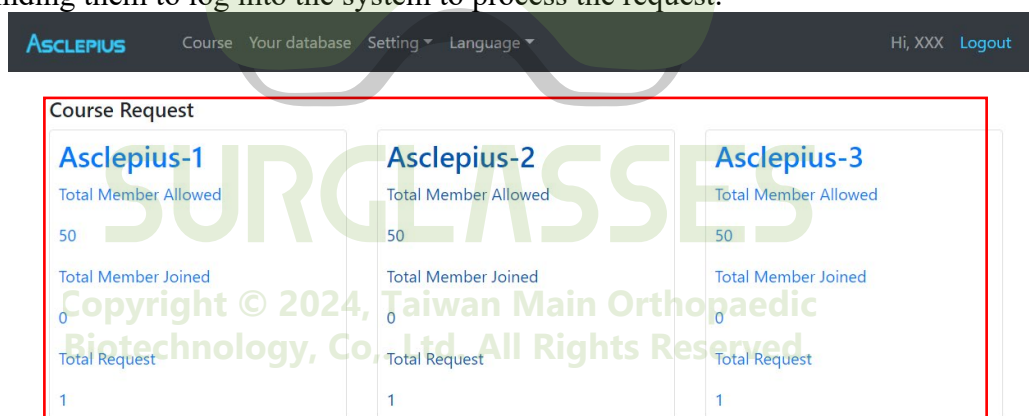 nding them to log into the system to process the request.
ASCLEPIUS Course Your database Setting Language Hi, XXX Logout
Course Request
Asclepius-1 Asclepius-2 Asclepius-3
Total Member Allowed Total Member Allowed Total Member Allowed
SURGLASSES
50 50 50
Total Member Joined Total Member Joined Total Member Joined
Copyright © 2024, Taiwan Main Orthopaedic
0 0 0
Biotechnology, Co., Ltd. All Rights Reserved
Total Request Total Request Total Request
1 1 1